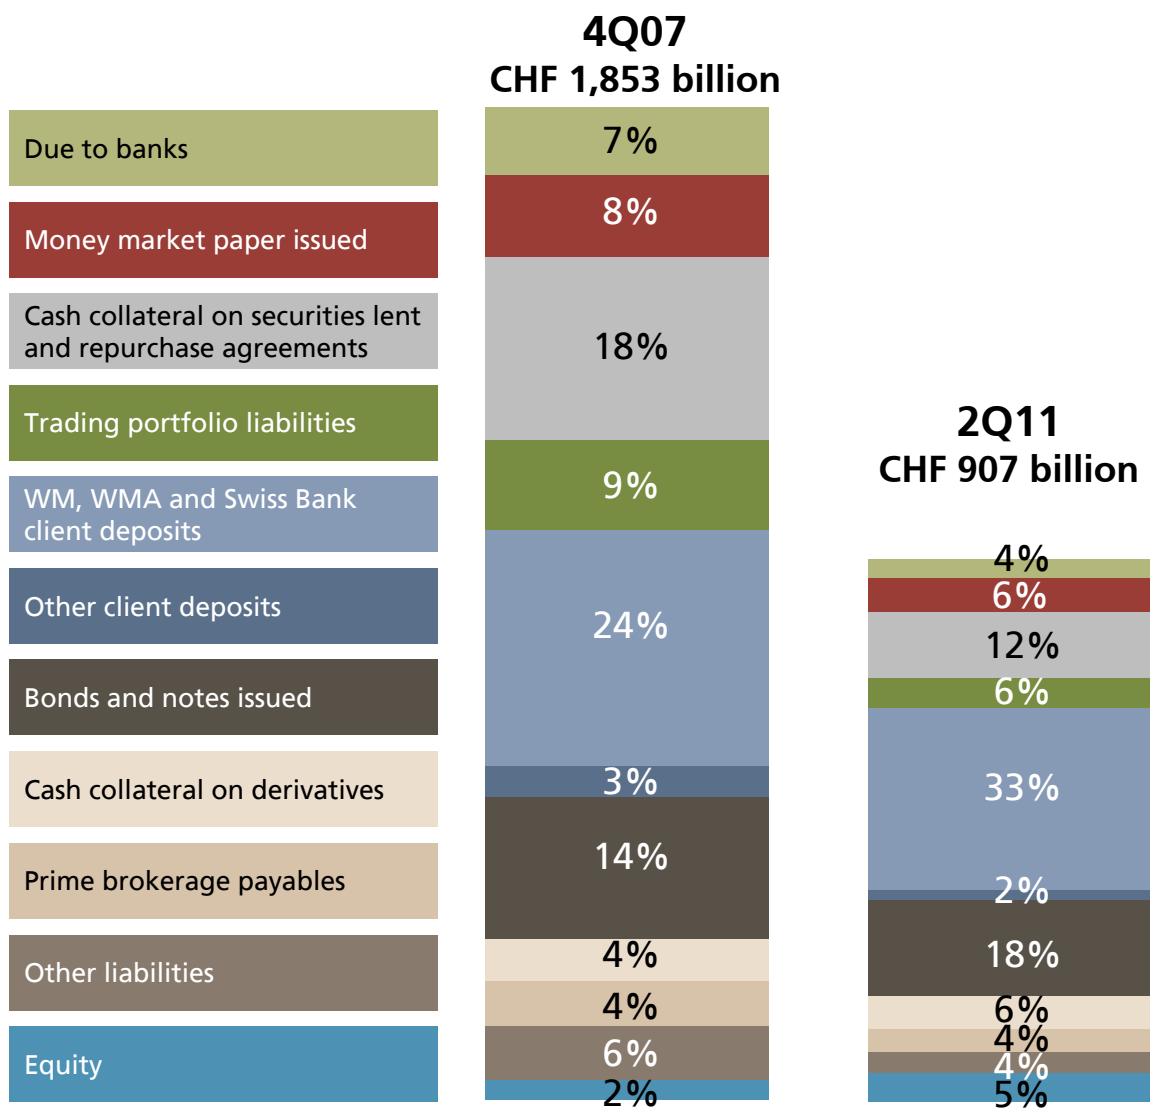 4Q07
CHF 1,853 billion
Due to banks
Money market paper issued
Cash collateral on securities lent
and repurchase agreements
Trading portfolio liabilities
WM, WMA and Swiss Bank
client deposits
Other client deposits
Bonds and notes issued
Cash collateral on derivatives
Prime brokerage payables
Other liabilities
Equity
7%
8%
18%
9%
24%
3%
14%
4%
4%
6%
2%
2Q11
CHF 907 billion
4%
6%
12%
6%
33%
2%
18%
6%
4%
4%
5%